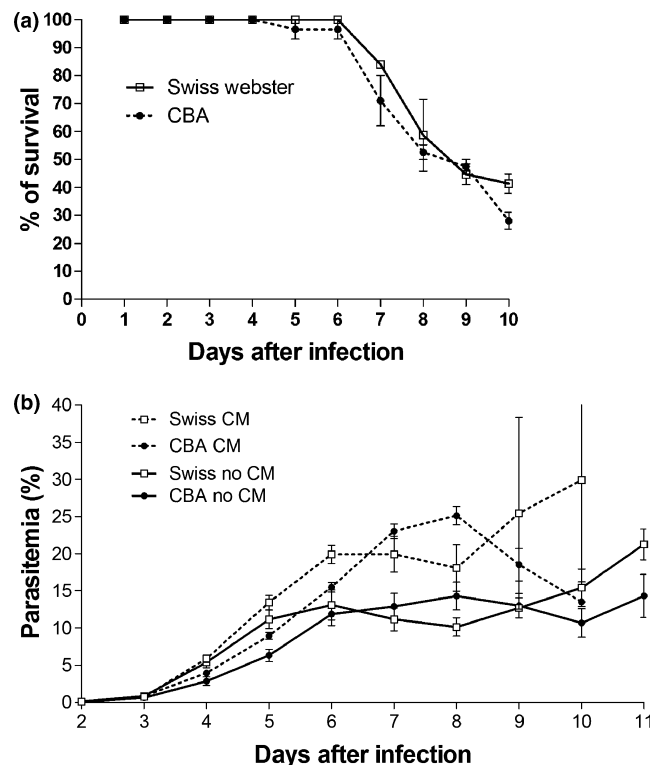 (a)
100
90
80
70
60
50
40
30
20
10
0
% of survival
Swiss webster
CBA
0 1 2 3 4 5 6 7 8 9 10
Days after infection
(b)
40
35
30
25
20
15
10
5
0
Parasitemia (%)
Swiss CM
CBA CM
Swiss no CM
CBA no CM
2 3 4 5 6 7 8 9 10 11
Days after infection